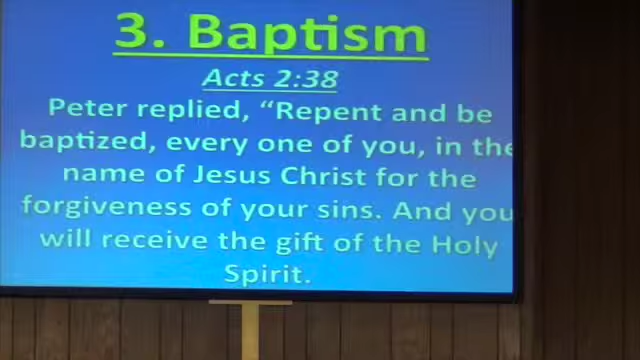 3. Baptism
Acts 2:38
Peter replied, “Repent and be
baptized, every one of you, in the
name of Jesus Christ for the
forgiveness of your sins. And you
will receive the gift of the Holy
Spirit.